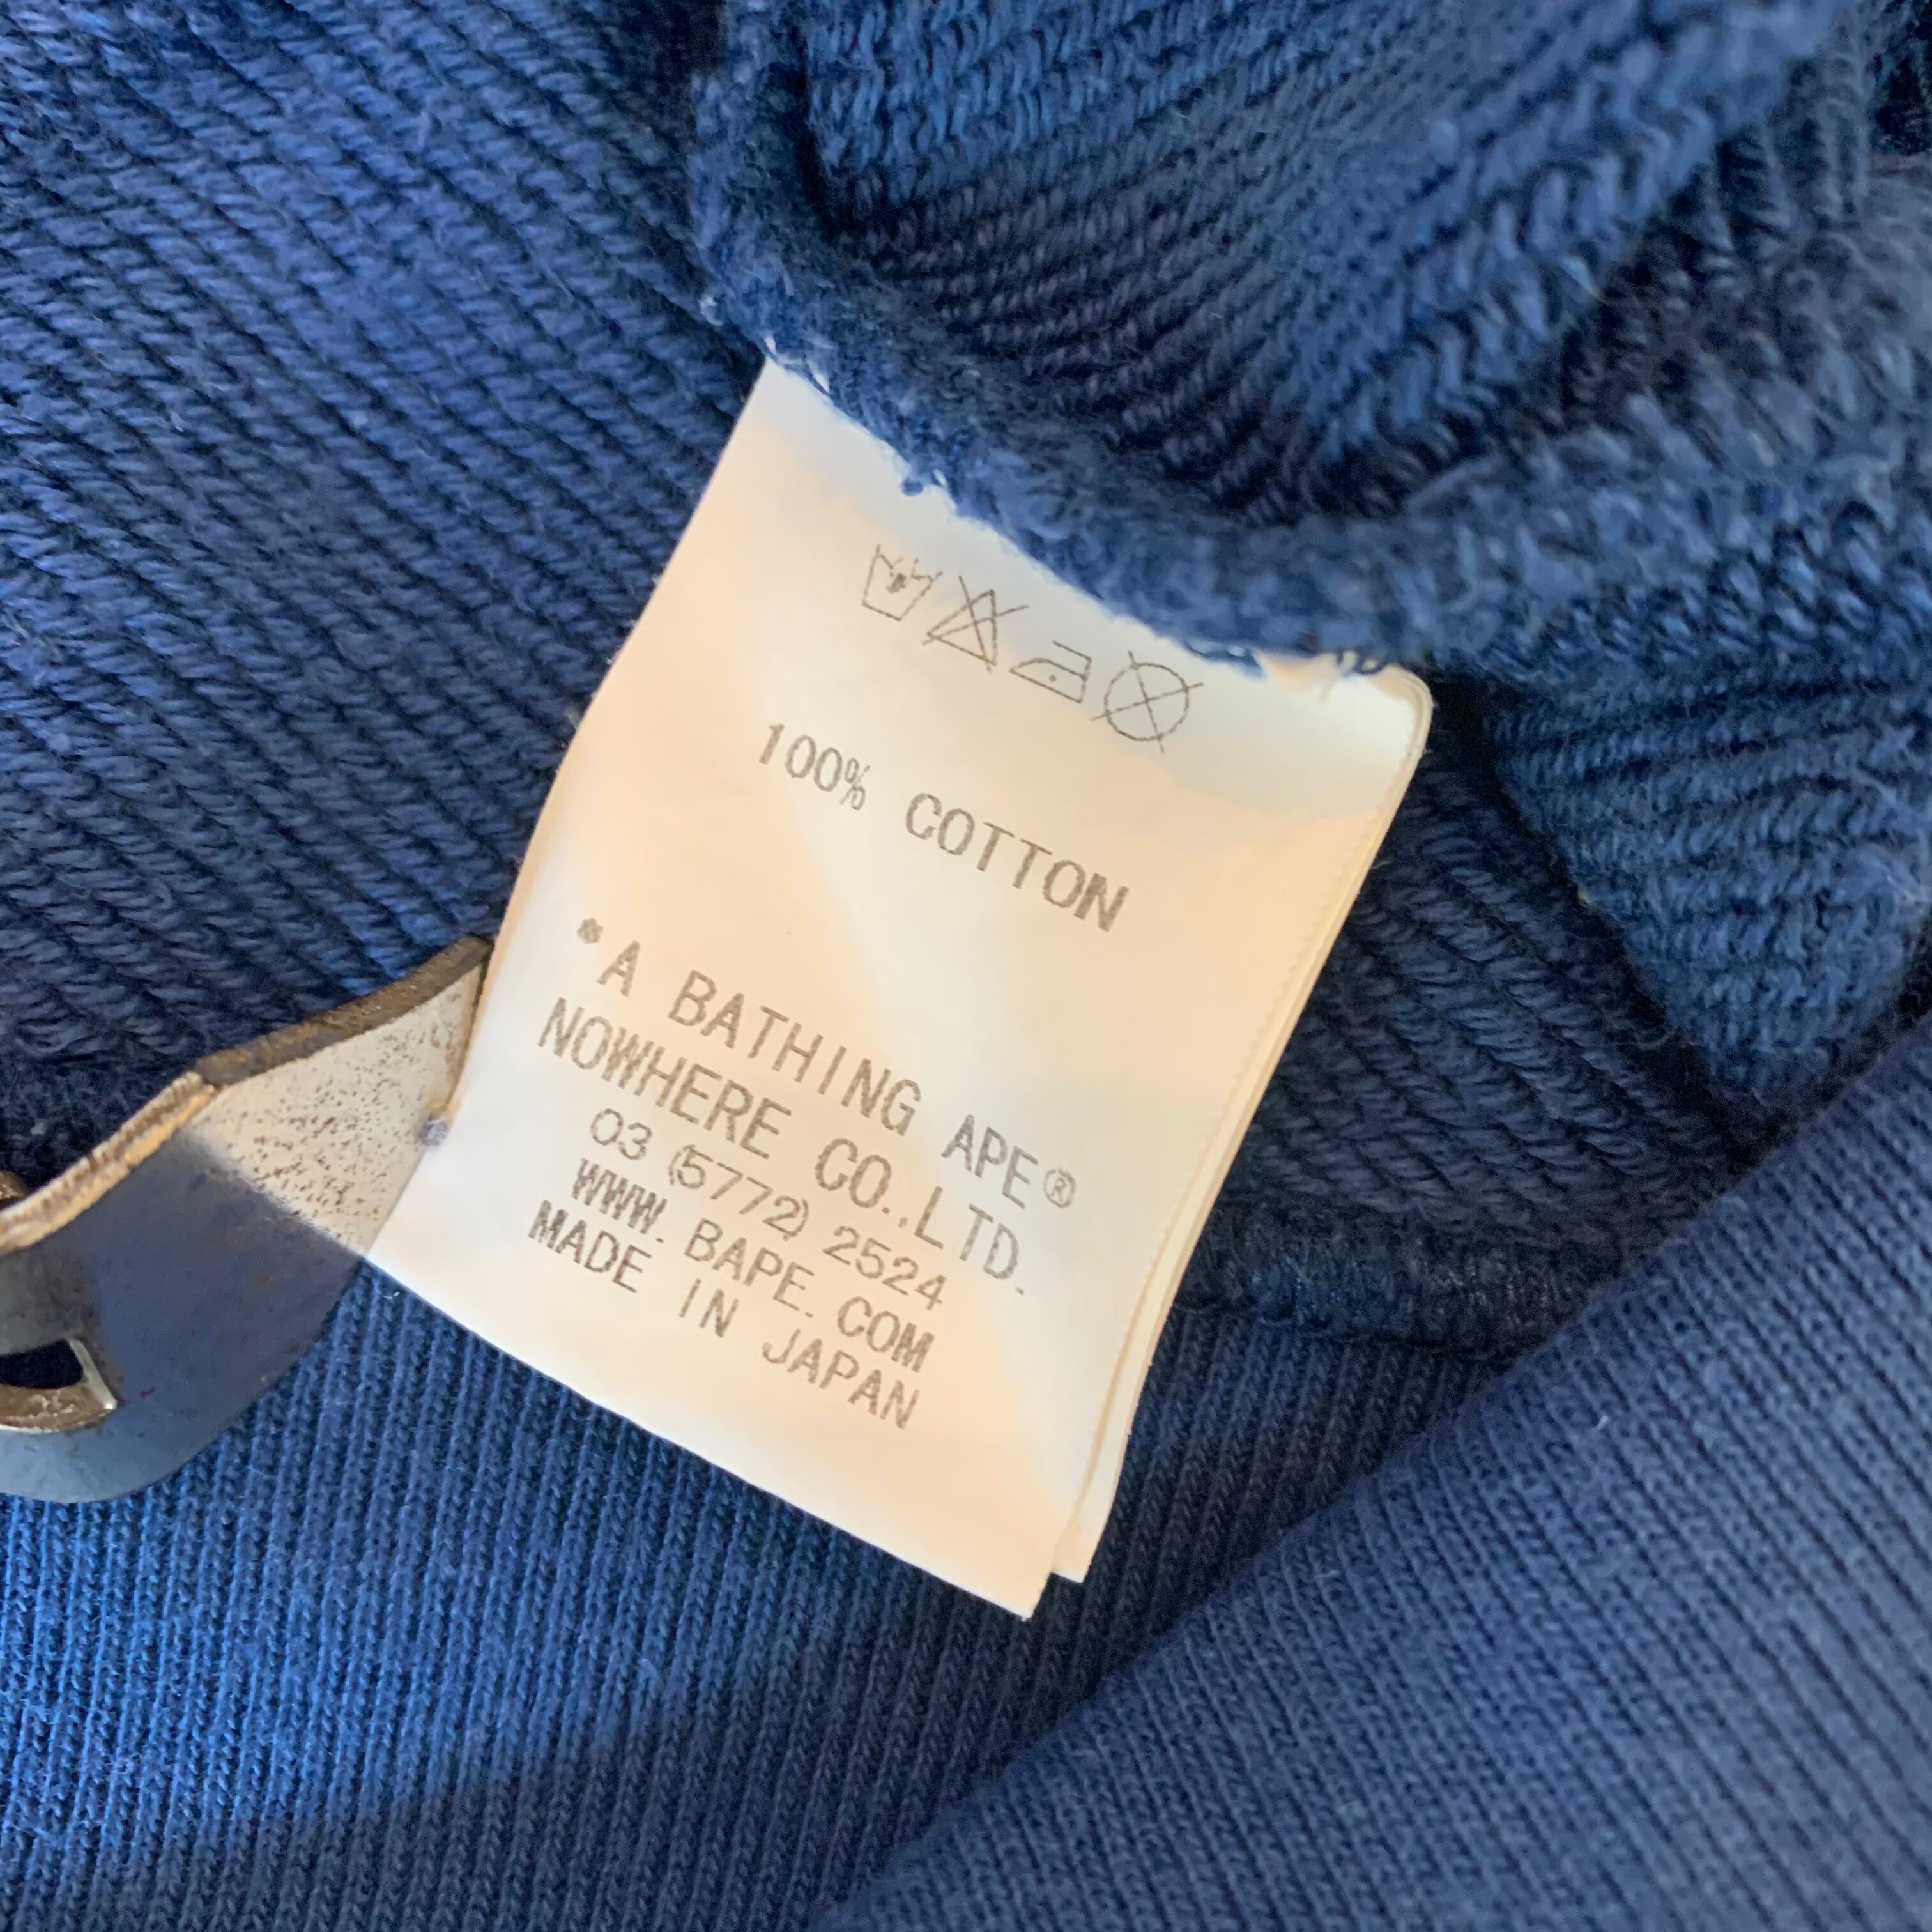 100% COTTON
*A BATHING APE®
NOWHERE CO.,LTD.
03 (5772) 2524
WWW. BAPE. COM
MADE IN JAPAN